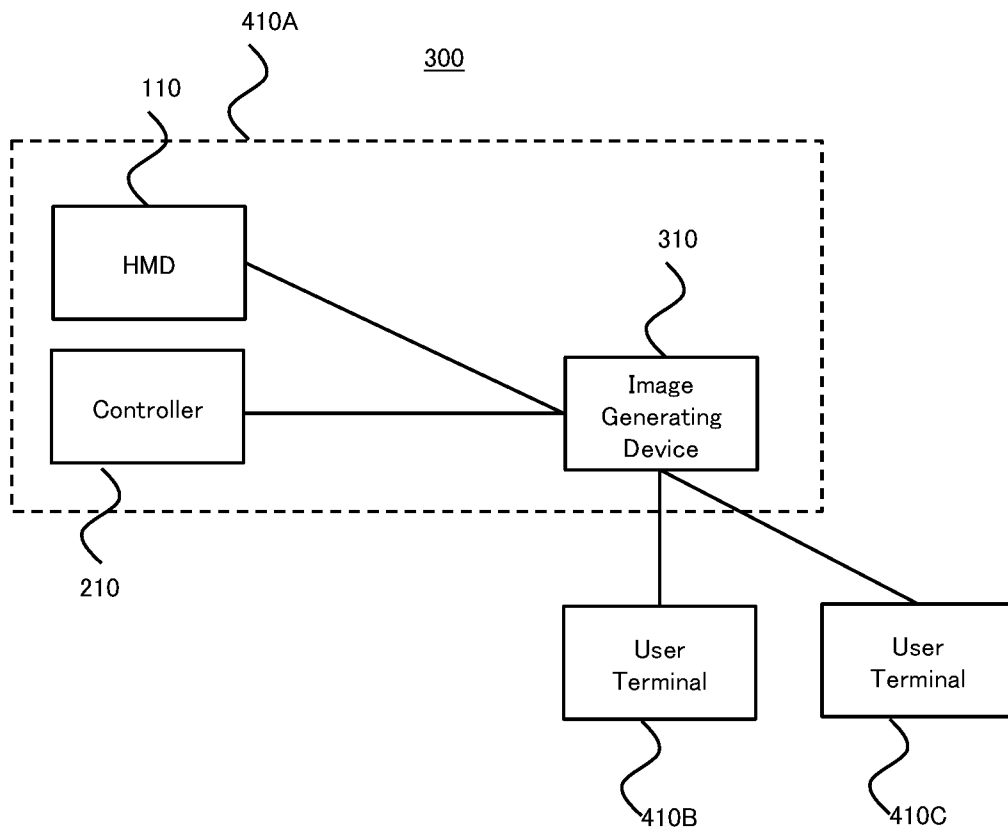 410A
300
110
HMD
310
Controller
Image
Generating
Device
210
User
Terminal
User
Terminal
410B
410C